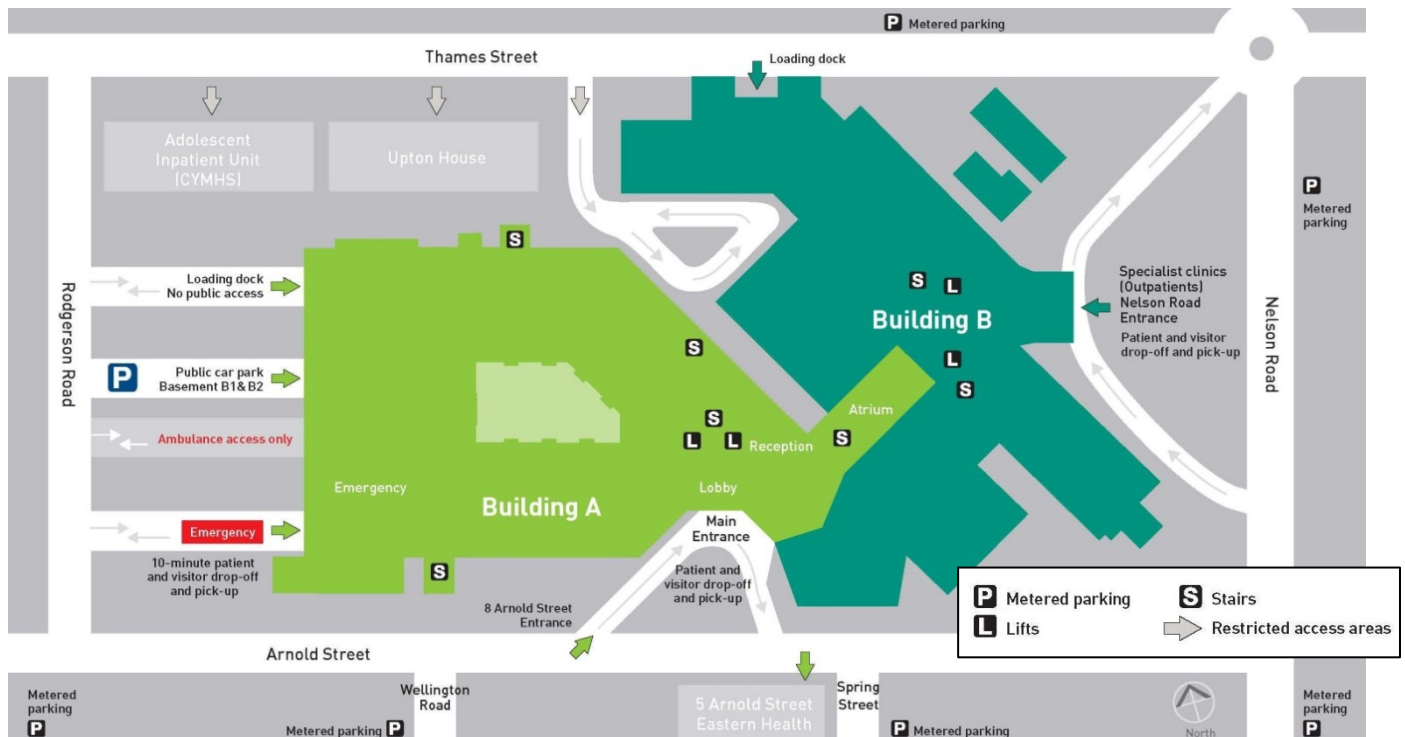 P Metered parking
Thames Street
Loading dock
Adolescent
Inpatient Unit
(CYMHS)
Upton House
P
Metered
parking
S
Loading dock
No public access
Specialist clinics
(Outpatients)
Nelson Road
Entrance
Patient and visitor
drop-off and pick-up
Rodgerson Road
Nelson Road
S
L
Building B
S
L
S
P
Public car park
Basement B1 & B2
Atrium
S
S
L
L
Reception
Ambulance access only
Emergency
Building A
Lobby
Main
Entrance
Emergency
10-minute patient
and visitor drop-off
and pick-up
S
Patient and
visitor drop-off
and pick-up
8 Arnold Street
Entrance
P Metered parking
S Stairs
L Lifts
Restricted access areas
Arnold Street
Metered
parking
P
Wellington
Road
Metered parking P
5 Arnold Street
Eastern Health
Spring
Street
P Metered parking
North
Metered
parking
P